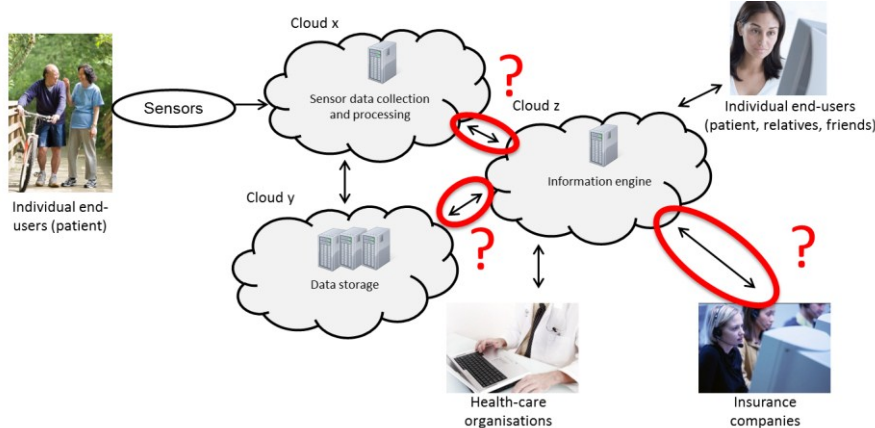 Cloud x
Sensors
Sensor data collection
and processing
?
Cloud z
Individual end-users
(patient, relatives, friends)
Information engine
Individual end-
users (patient)
Cloud y
?
?
Data storage
Health-care
organisations
Insurance
companies